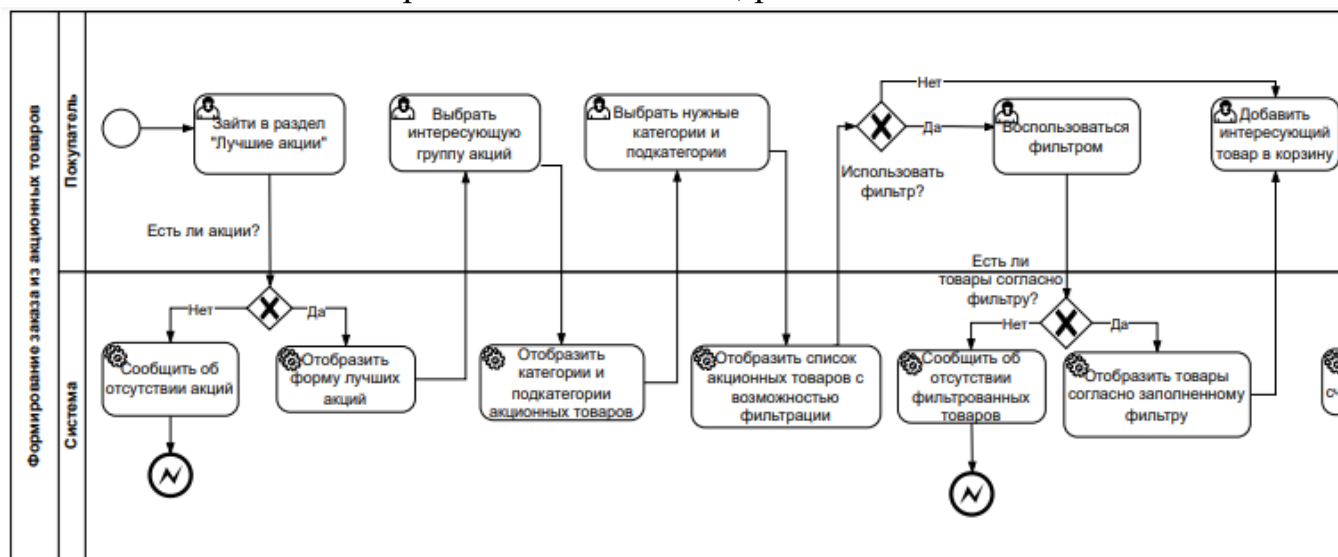 Формирование заказа из акционных товаров
Покупатель
Зайти в раздел
"Лучшие акции"
Выбрать
интересующую
группу акций
Выбрать нужные
категории и
подкатегории
Нет
Да
Использовать
фильтр?
Воспользоваться
фильтром
Добавить
интересующий
товар в корзину
Есть ли акции?
Есть ли
товары согласно
фильтру?
Система
Нет
Да
Сообщить об
отсутствии акций
Отобразить
форму лучших
акций
Отобразить
категории и
подкатегории
акционных товаров
Отобразить список
акционных товаров с
возможностью
фильтрации
Нет
Да
Сообщить об
отсутствии
фильтрованных
товаров
Отобразить товары
согласно заполненному
фильтру